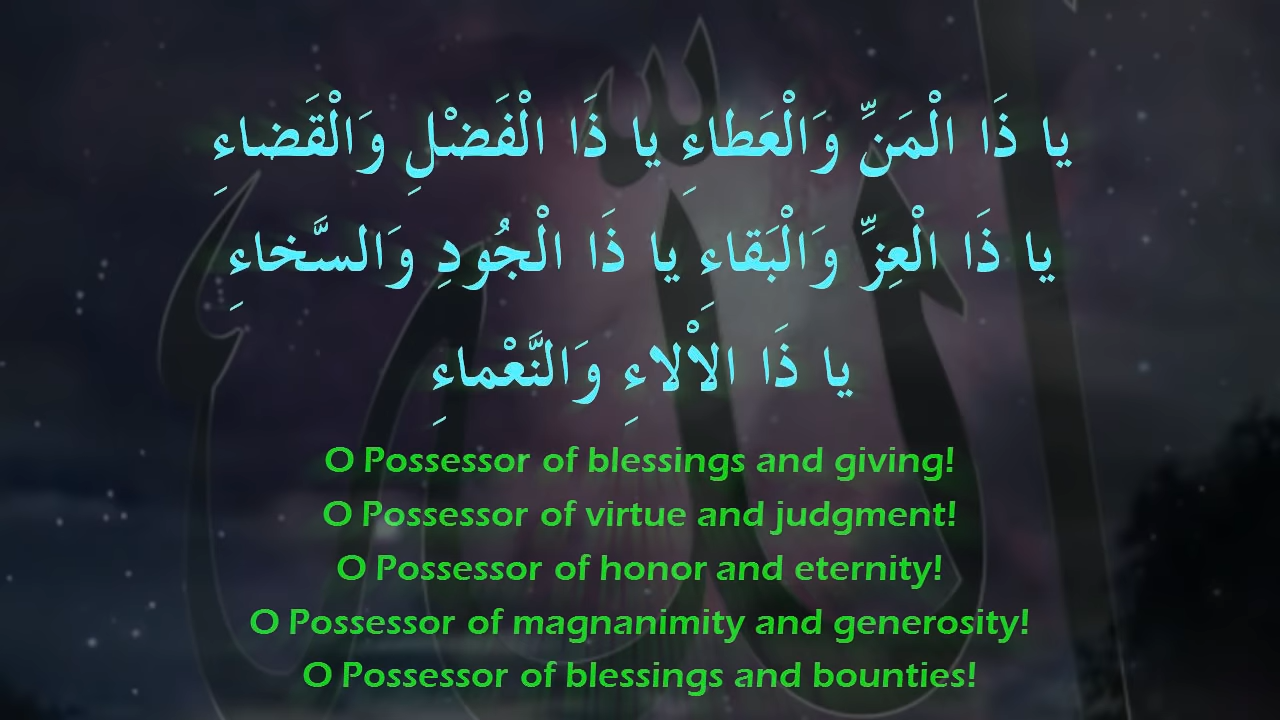 يا ذَا الْمَنِّ وَالْعَطاءِ يا ذَا الْفَضْلِ وَالْقَضاءِ
يا ذَا الْعِزِّ وَالْبَقاءِ يا ذَا الْجُودِ وَالسَّخاءِ
يا ذَا الاْلاءِ وَالنَّعْماءِ
O Possessor of blessings and giving!
O Possessor of virtue and judgment!
O Possessor of honor and eternity!
O Possessor of magnanimity and generosity!
O Possessor of blessings and bounties!